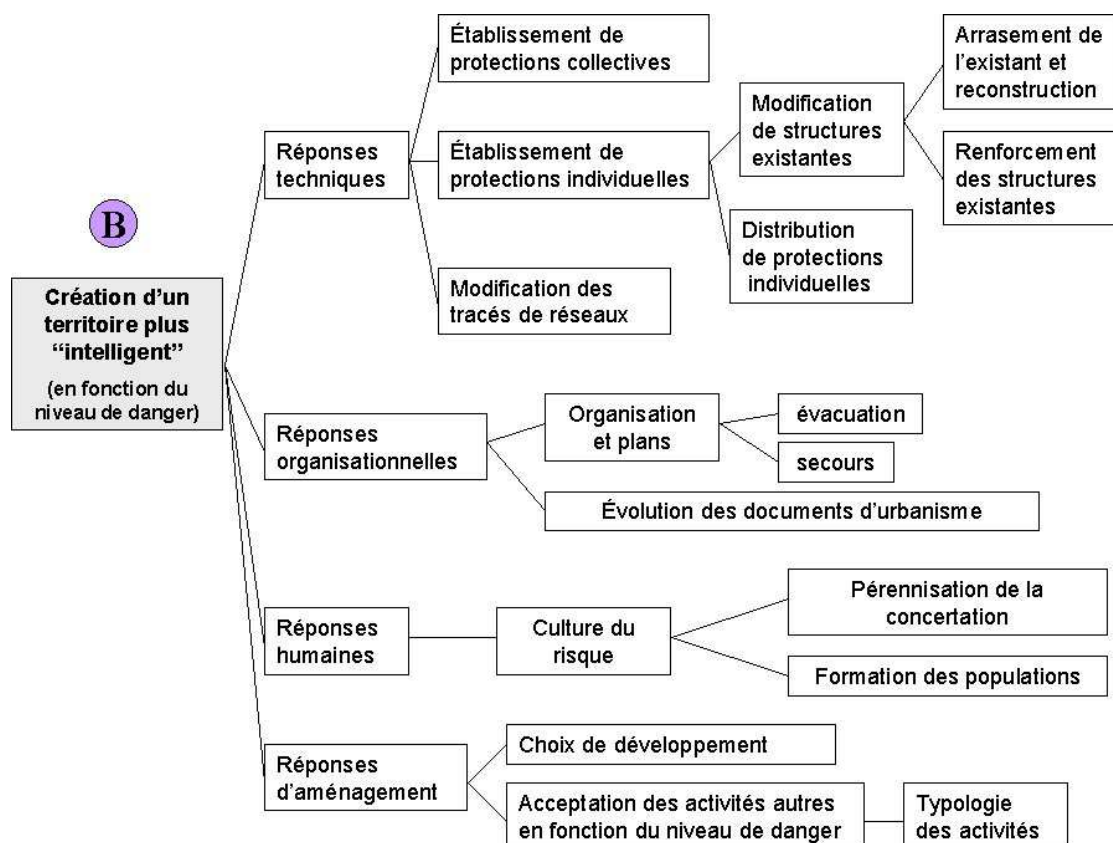 B
Création d'un
territoire plus
“intelligent”
(en fonction du
niveau de danger)
Réponses
techniques
Établissement de
protections collectives
Établissement de
protections individuelles
Modification
de structures
existantes
Arrasement de
l'existant et
reconstruction
Renforcement
des structures
existantes
Distribution
de protections
individuelles
Modification des
tracés de réseaux
Réponses
organisationnelles
Organisation
et plans
évacuation
secours
Évolution des documents d'urbanisme
Réponses
humaines
Culture du
risque
Pérennisation de la
concertation
Formation des populations
Réponses
d'aménagement
Choix de développement
Acceptation des activités autres
en fonction du niveau de danger
Typologie
des activités